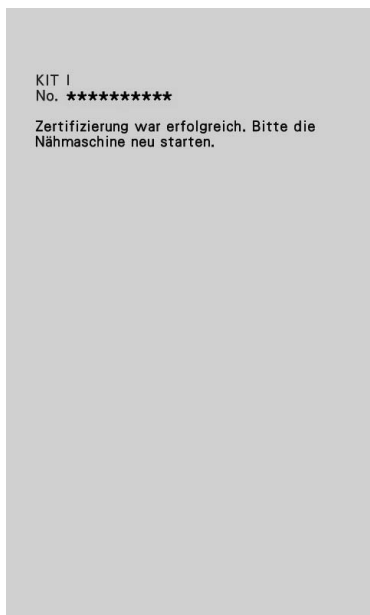 KIT I
No. **********
Zertifizierung war erfolgreich. Bitte die
Nähmaschine neu starten.